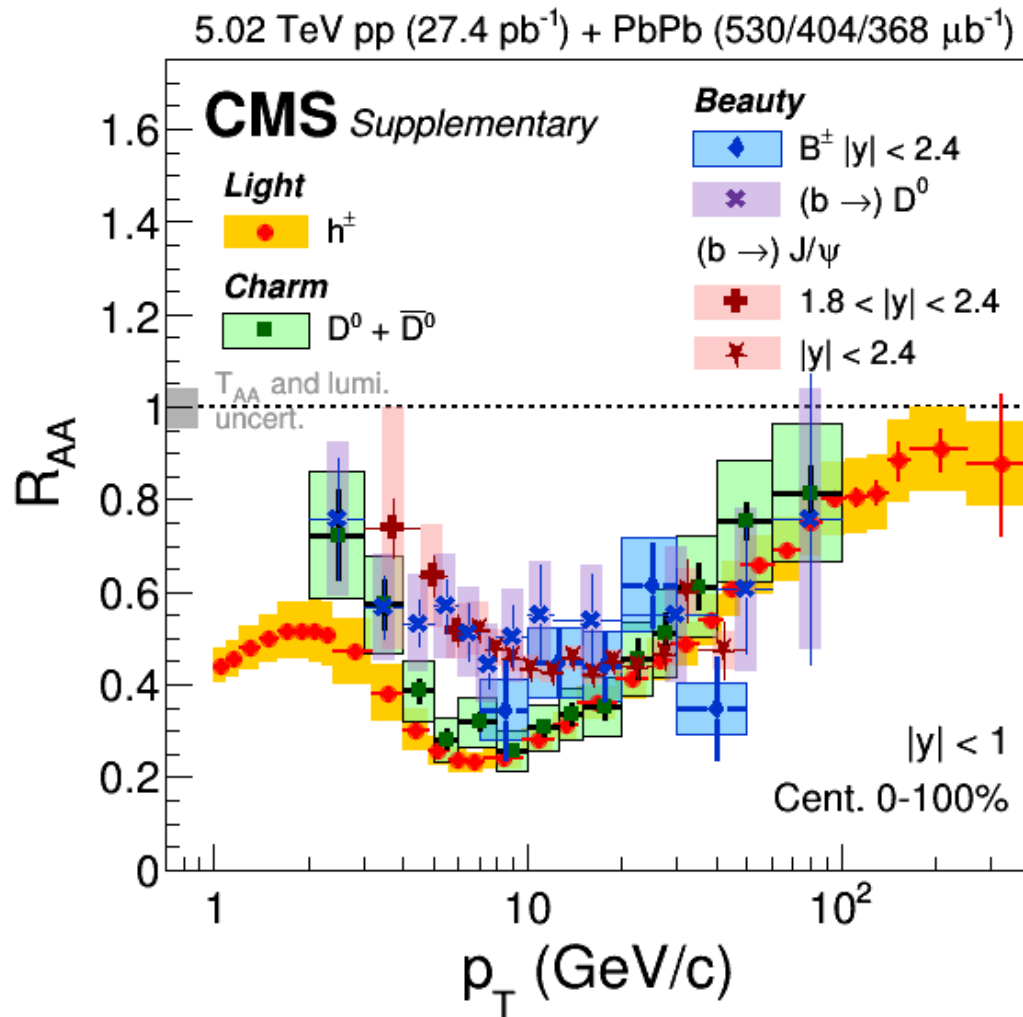 5.02 TeV pp (27.4 pb⁻¹) + PbPb (530/404/368 μb⁻¹)
CMS Supplementary
Light
h±
Charm
D⁰ + D̅⁰
Beauty
B± |y| < 2.4
(b →) D⁰
(b →) J/ψ
1.8 < |y| < 2.4
|y| < 2.4
T_AA and lumi.
uncert.
|y| < 1
Cent. 0-100%
R_AA
1.6
1.4
1.2
1
0.8
0.6
0.4
0.2
0
1 10 10²
p_T (GeV/c)